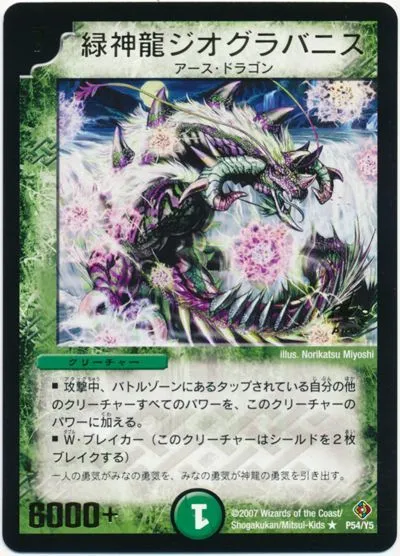 緑神龍ジオグラバニス
アース・ドラゴン
illus. Norikatsu Miyoshi
クリーチャー
■ 攻撃中、バトルゾーンにあるタップされている自分の他
のクリーチャーすべてのパワーを、このクリーチャーの
パワーに加える。
■ W・ブレイカー（このクリーチャーはシールドを２枚
ブレイクする）
一人の勇気がみなの勇気を、みなの勇気が神龍の勇気を引き出す。
6000+
1
©2007 Wizards of the Coast/
Shogakukan/Mitsui-Kids ★ P54/Y5